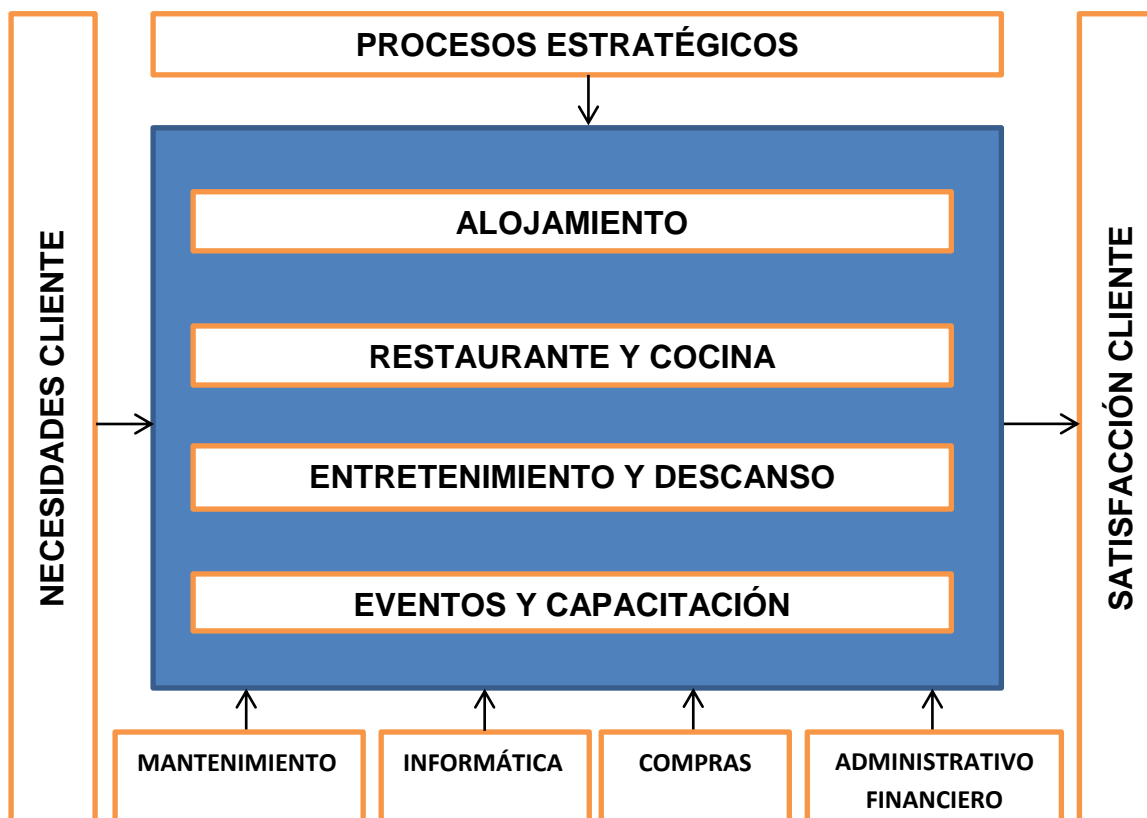 PROCESOS ESTRATÉGICOS
NECESIDADES CLIENTE
ALOJAMIENTO
RESTAURANTE Y COCINA
ENTRETENIMIENTO Y DESCANSO
EVENTOS Y CAPACITACIÓN
SATISFACCIÓN CLIENTE
MANTENIMIENTO
INFORMÁTICA
COMPRAS
ADMINISTRATIVO
FINANCIERO